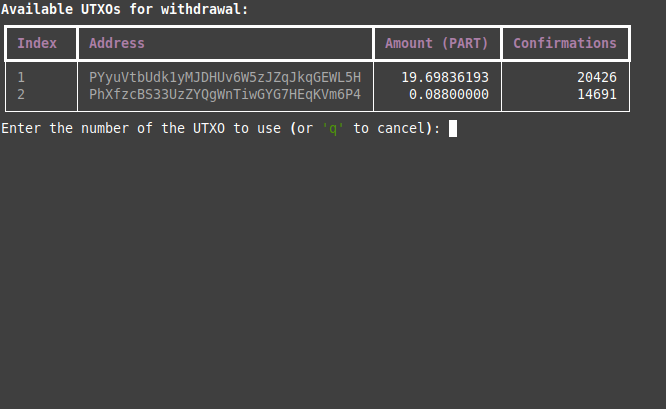 Available UTXOs for withdrawal:
Index Address Amount (PART) Confirmations
1 PYyuVtbUdk1yMJDHUv6W5zJZqJkqGEWL5H 19.69836193 20426
2 PhXfzcBS33UzZYQgWnTiwGYG7HEqKVm6P4 0.08800000 14691
Enter the number of the UTXO to use (or 'q' to cancel):